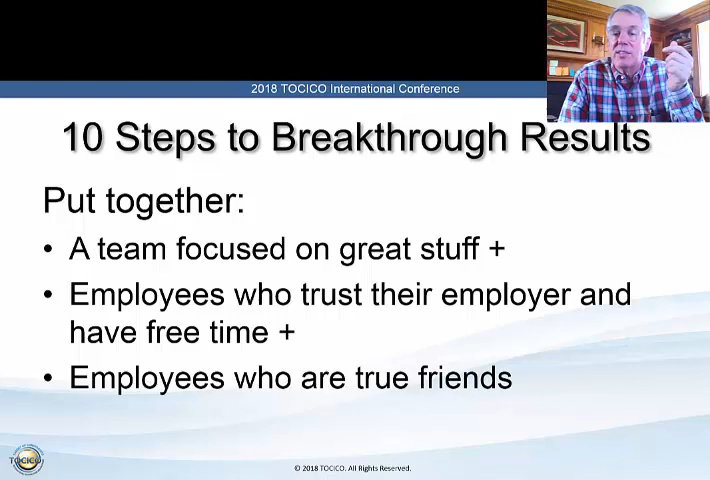 2018 TOCICO International Conference
10 Steps to Breakthrough Results
Put together:
• A team focused on great stuff +
• Employees who trust their employer and
have free time +
• Employees who are true friends
TOCICO
© 2018 TOCICO. All Rights Reserved.